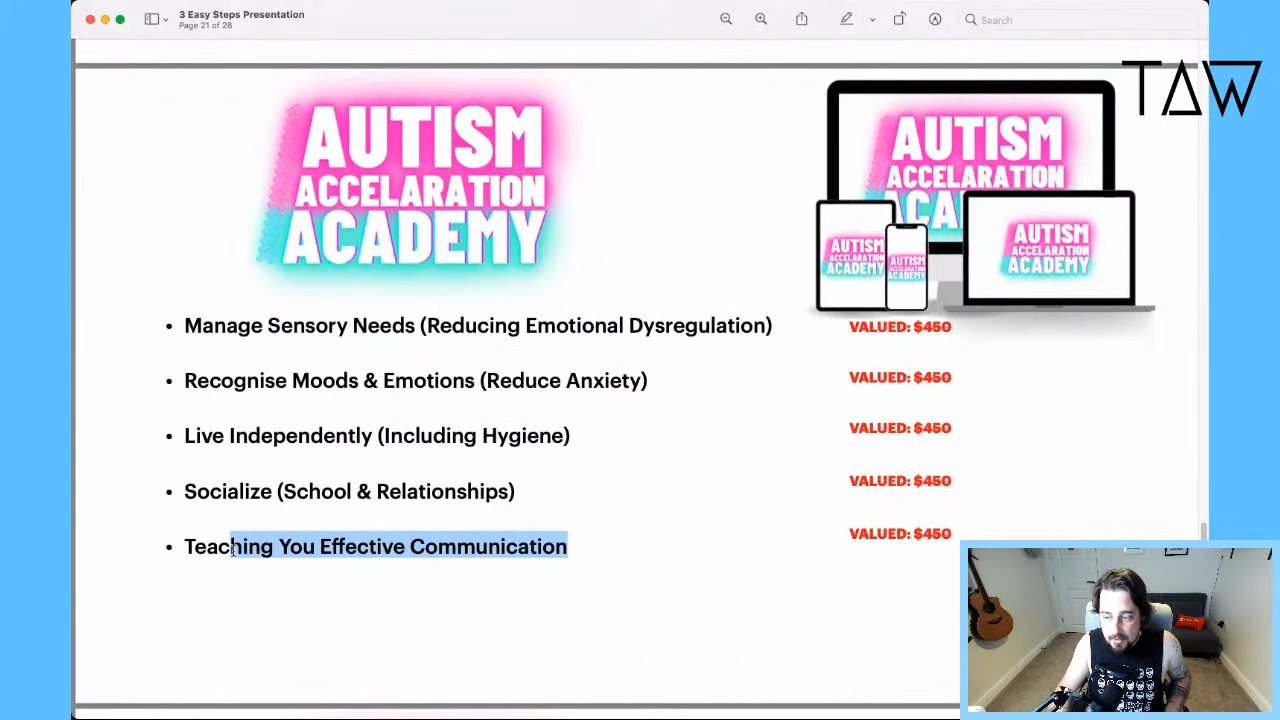 3 Easy Steps Presentation
Page 21 of 28
Search
TAW
AUTISM
ACCELARATION
ACADEMY
AUTISM
ACCELARATION
ACA
AUTISM
ACCELARATION
ACADEMY
AUTISM
ACCELARATION
ACADEMY
AUTISM
ACCELARATION
ACADEMY
• Manage Sensory Needs (Reducing Emotional Dysregulation)
VALUED: $450
• Recognise Moods & Emotions (Reduce Anxiety)
VALUED: $450
• Live Independently (Including Hygiene)
VALUED: $450
• Socialize (School & Relationships)
VALUED: $450
• Teaching You Effective Communication
VALUED: $450